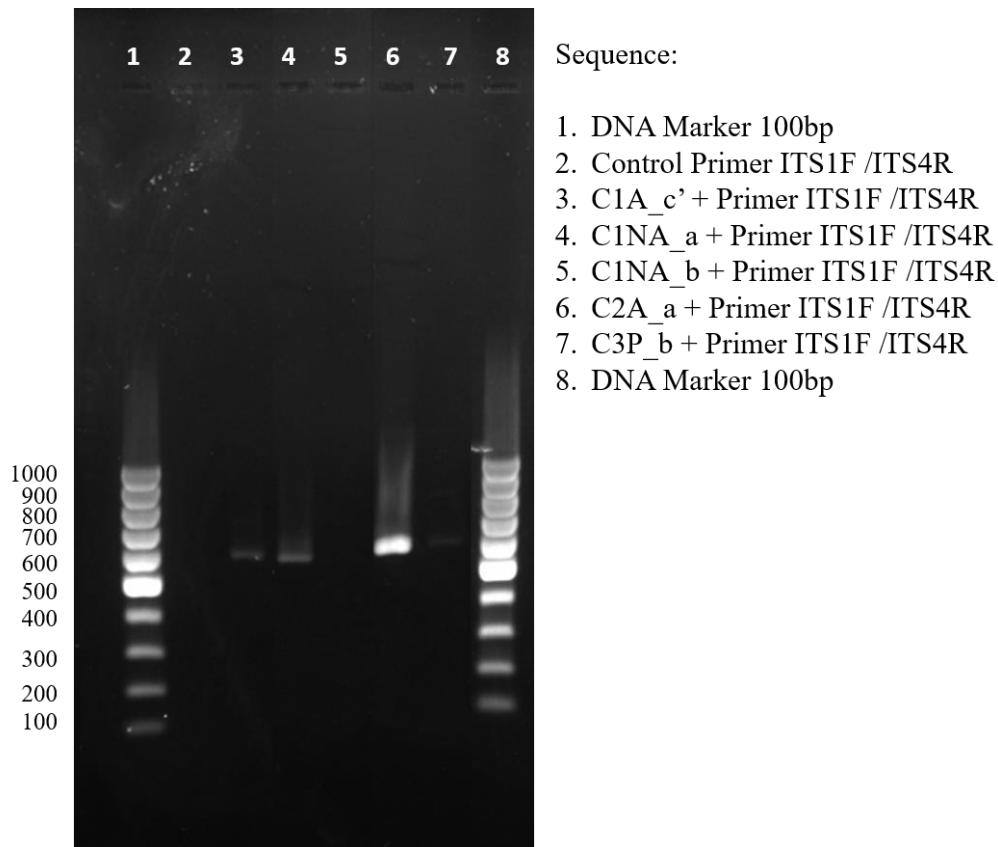 1 2 3 4 5 6 7 8
Sequence:
1. DNA Marker 100bp
2. Control Primer ITS1F /ITS4R
3. C1A_c’ + Primer ITS1F /ITS4R
4. C1NA_a + Primer ITS1F /ITS4R
5. C1NA_b + Primer ITS1F /ITS4R
6. C2A_a + Primer ITS1F /ITS4R
7. C3P_b + Primer ITS1F /ITS4R
8. DNA Marker 100bp
1000
900
800
700
600
500
400
300
200
100